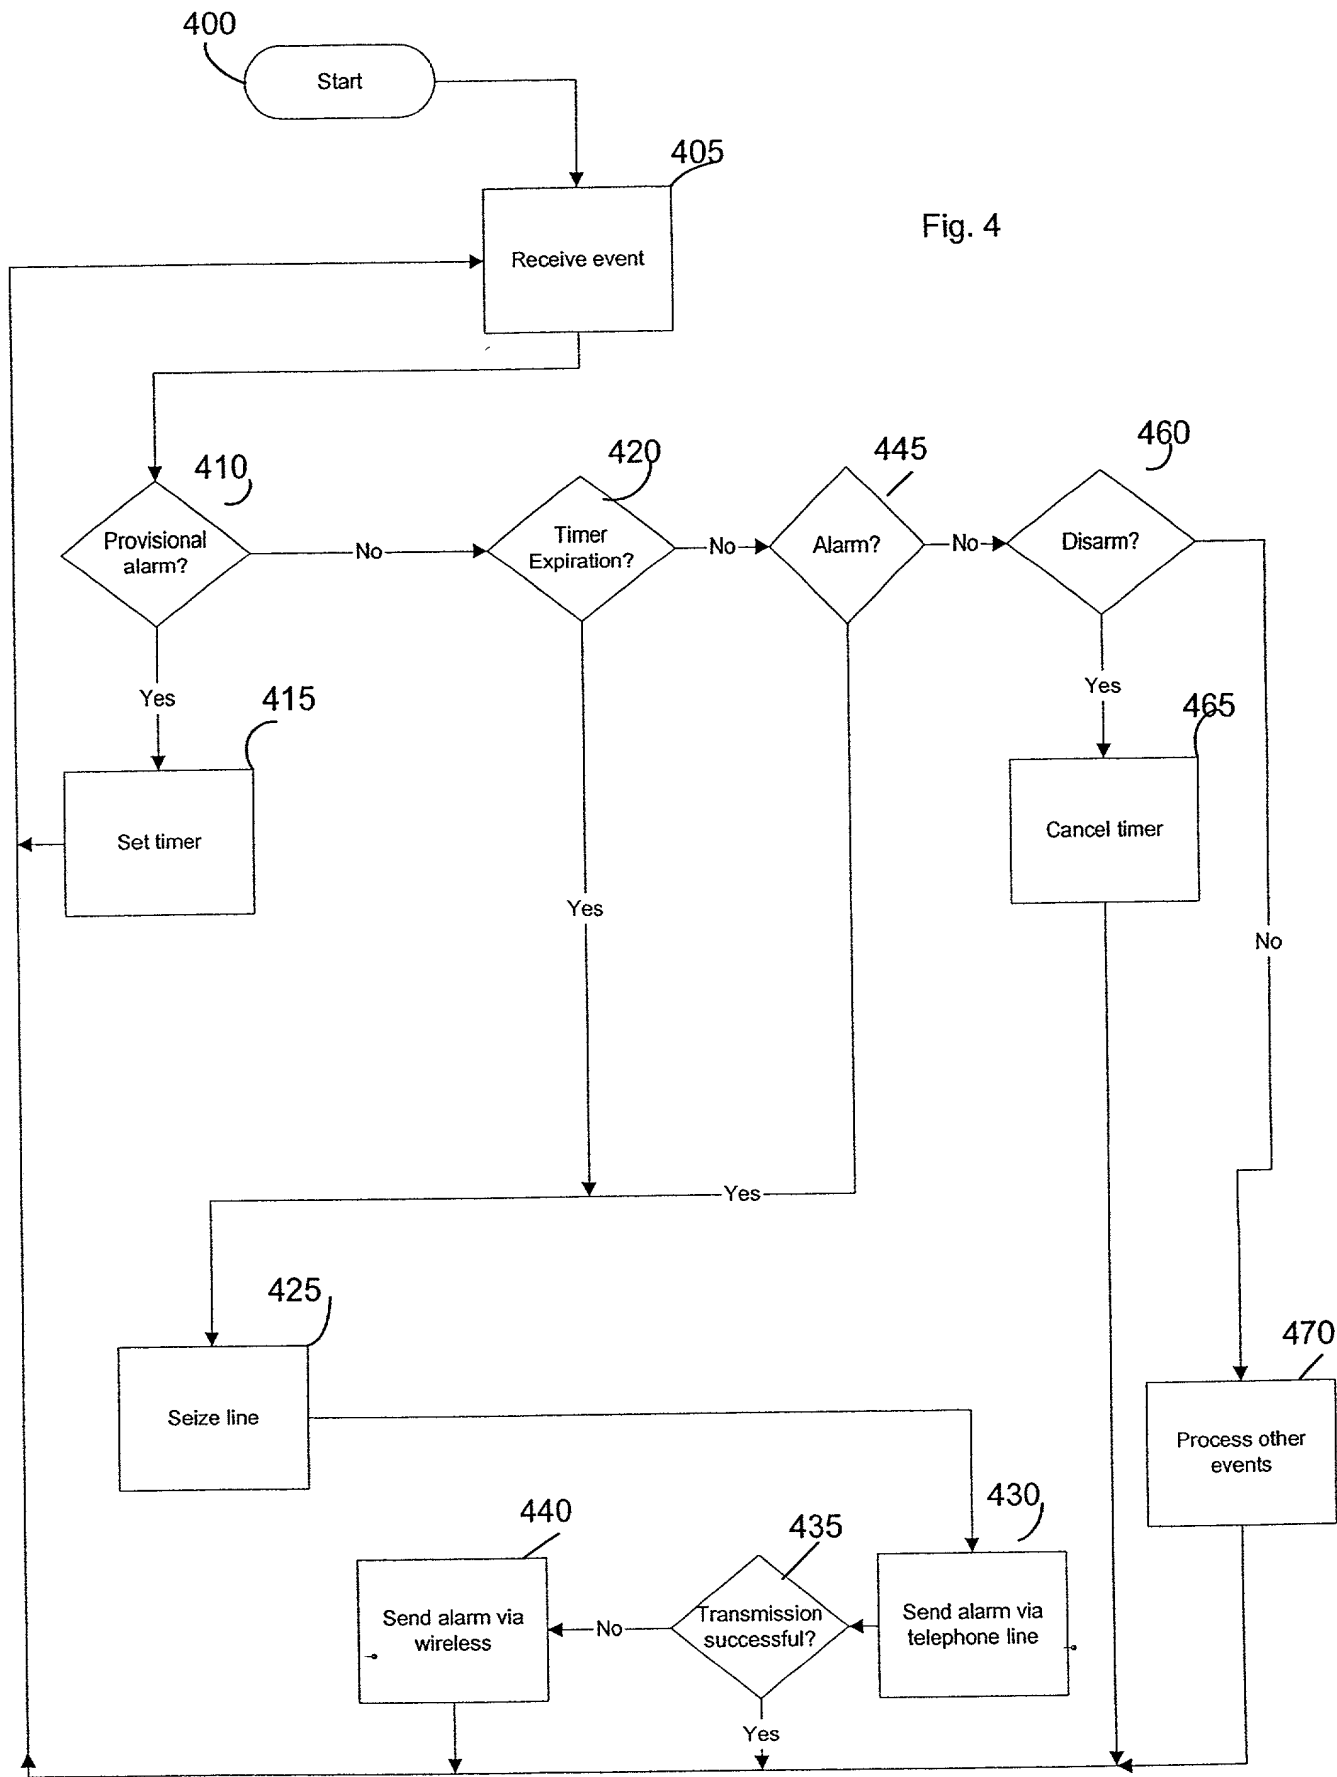 400
Start
405
Fig. 4
Receive event
410
420
445
460
Provisional
alarm?
No
Timer
Expiration?
No
Alarm?
No
Disarm?
Yes
415
Yes
465
Set timer
Cancel timer
Yes
No
Yes
425
Seize line
470
Process other
events
440
435
430
Send alarm via
wireless
No
Transmission
successful?
Send alarm via
telephone line
Yes